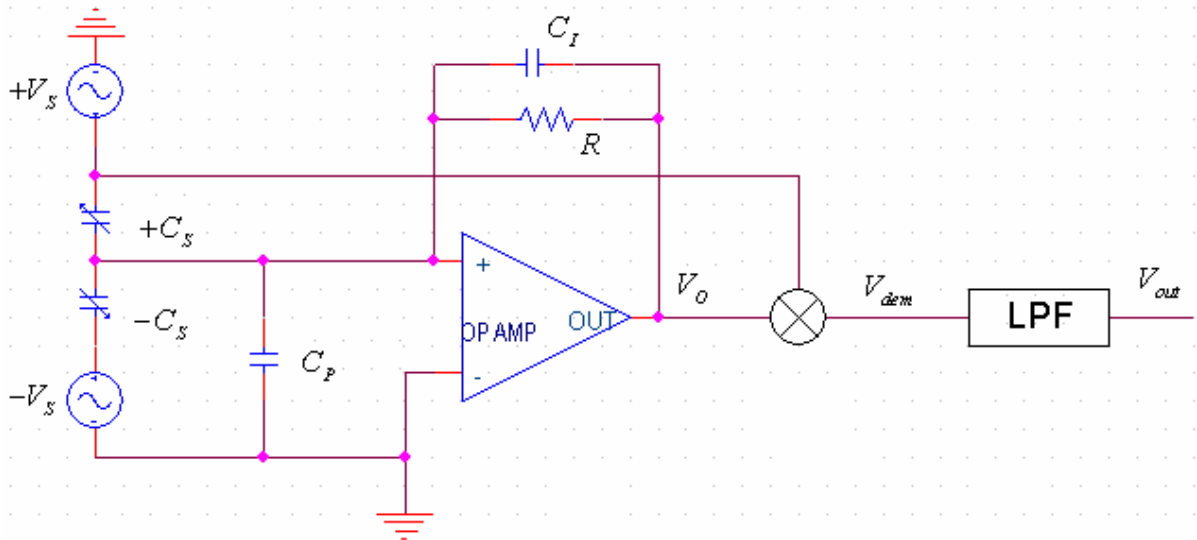 C_I
+V_S
R
+C_S
+
V_O
V_dem
V_out
-C_S
OP AMP
OUT
LPF
C_P
-
-V_S